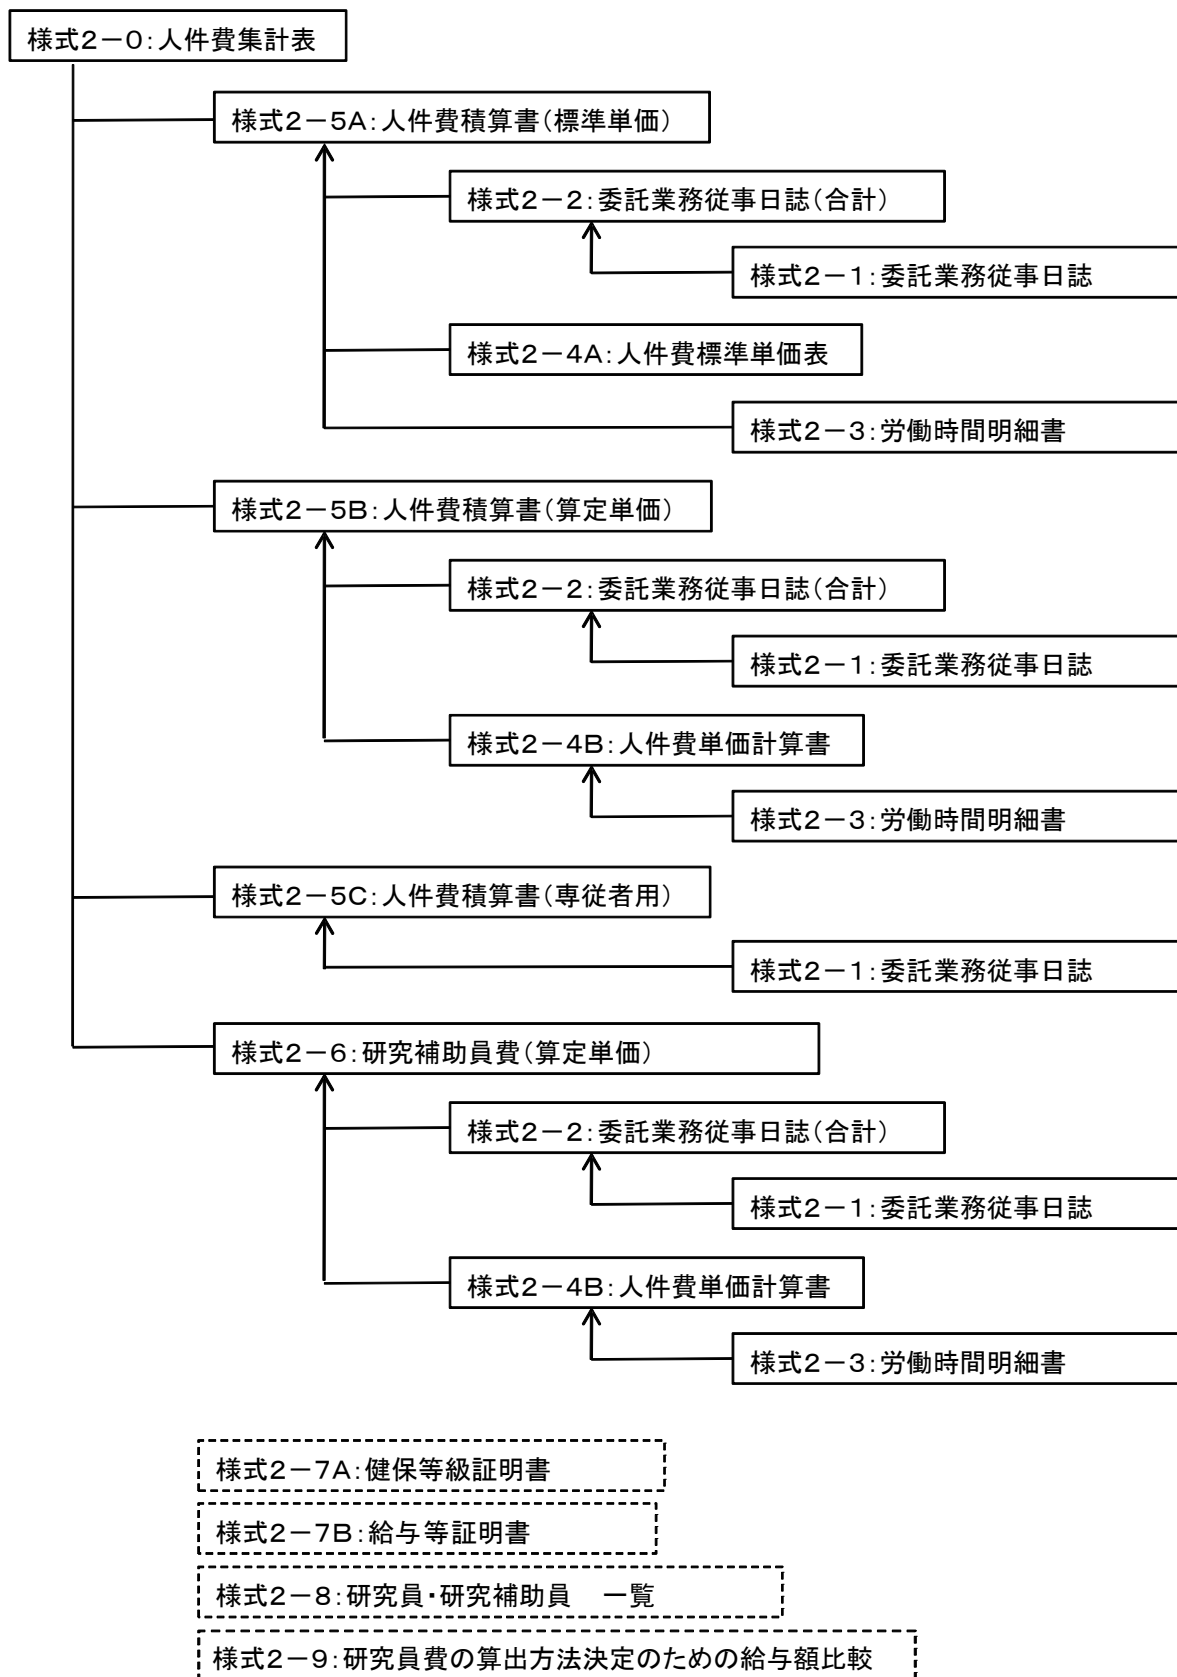 様式2-0:人件費集計表
様式2-5A:人件費積算書(標準単価)
様式2-2:委託業務従事日誌(合計)
様式2-1:委託業務従事日誌
様式2-4A:人件費標準単価表
様式2-3:労働時間明細書
様式2-5B:人件費積算書(算定単価)
様式2-2:委託業務従事日誌(合計)
様式2-1:委託業務従事日誌
様式2-4B:人件費単価計算書
様式2-3:労働時間明細書
様式2-5C:人件費積算書(専従者用)
様式2-1:委託業務従事日誌
様式2-6:研究補助員費(算定単価)
様式2-2:委託業務従事日誌(合計)
様式2-1:委託業務従事日誌
様式2-4B:人件費単価計算書
様式2-3:労働時間明細書
様式2-7A:健保等級証明書
様式2-7B:給与等証明書
様式2-8:研究員・研究補助員 一覧
様式2-9:研究員費の算出方法決定のための給与額比較